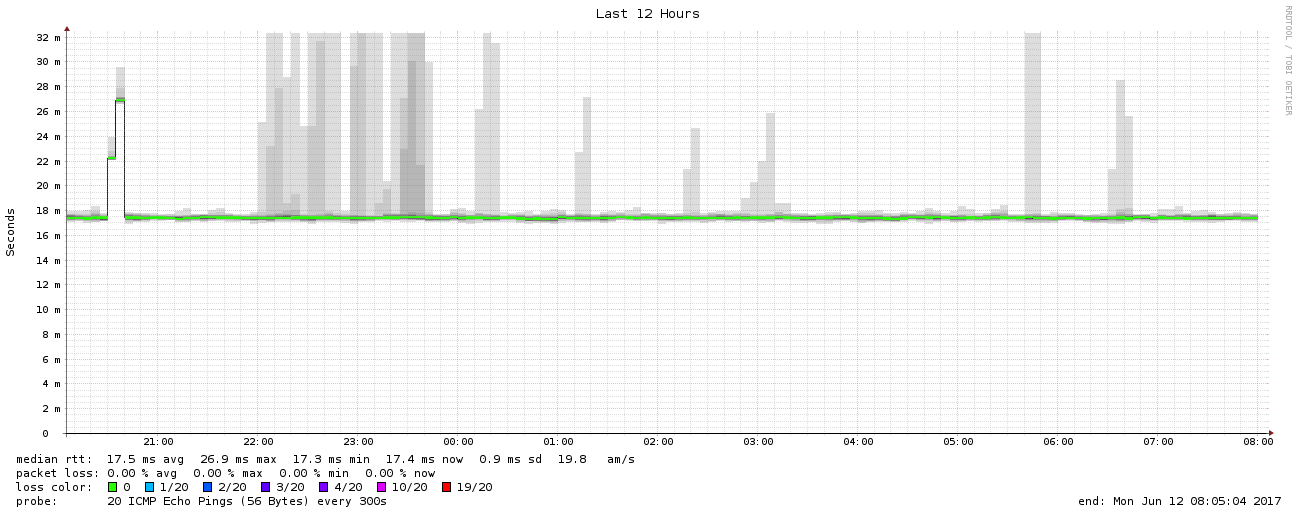 Last 12 Hours
RRDTOOL / TOBI OETIKER
Seconds
32 m
30 m
28 m
26 m
24 m
22 m
20 m
18 m
16 m
14 m
12 m
10 m
8 m
6 m
4 m
2 m
0
21:00 22:00 23:00 00:00 01:00 02:00 03:00 04:00 05:00 06:00 07:00 08:00
median rtt: 17.5 ms avg 26.9 ms max 17.3 ms min 17.4 ms now 0.9 ms sd 19.8 am/s
packet loss: 0.00 % avg 0.00 % max 0.00 % min 0.00 % now
loss color: 0 1/20 2/20 3/20 4/20 10/20 19/20
probe: 20 ICMP Echo Pings (56 Bytes) every 300s end: Mon Jun 12 08:05:04 2017